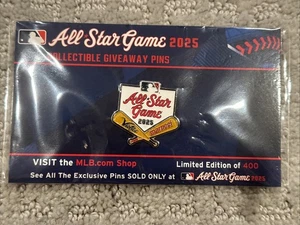 All-Star Game 2025
COLLECTIBLE GIVEAWAY PINS
All-Star
Game
2025
VISIT the MLB.com Shop
Limited Edition of 400
See All The Exclusive Pins SOLD ONLY at All-Star Game 2025